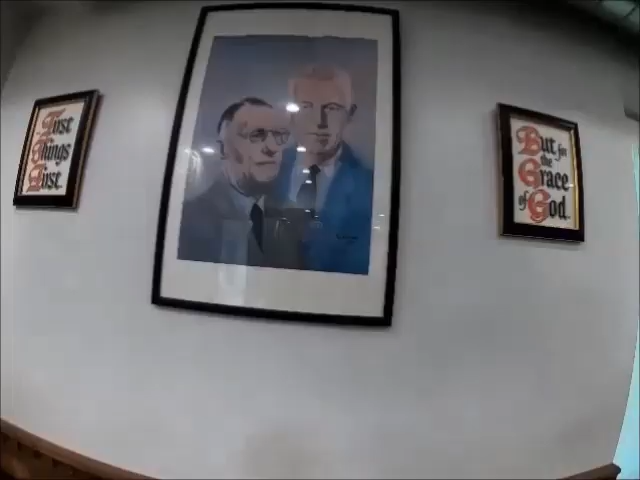 First
Things
First.
But for
the
Grace
of God.